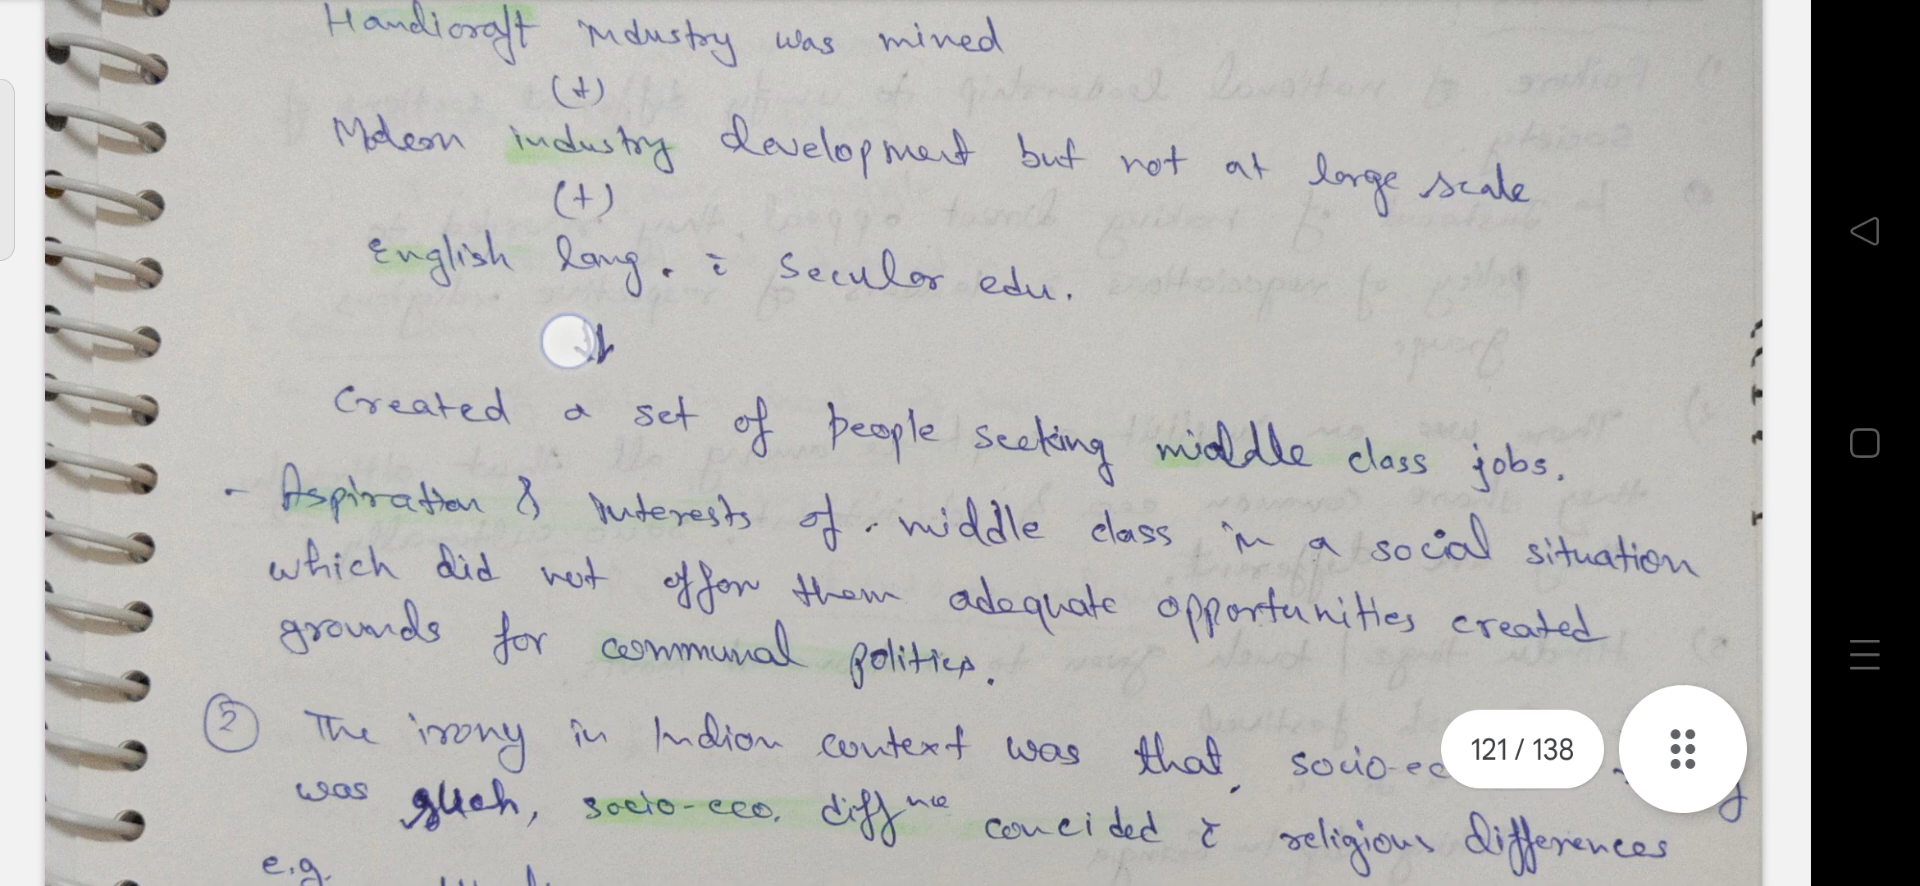 Handicraft industry was ruined
(+)
Modern industry development but not at large scale
(+)
English lang. c̄ secular edu.
↓
Created a set of people seeking middle class jobs.
- Aspiration & interests of middle class in a social situation
which did not offer them adequate opportunities created
grounds for communal politics.
② The irony in Indian context was that, socio-ec
was such, socio-eco. diffnce concided c̄ religious differences
e.g.
121 / 138